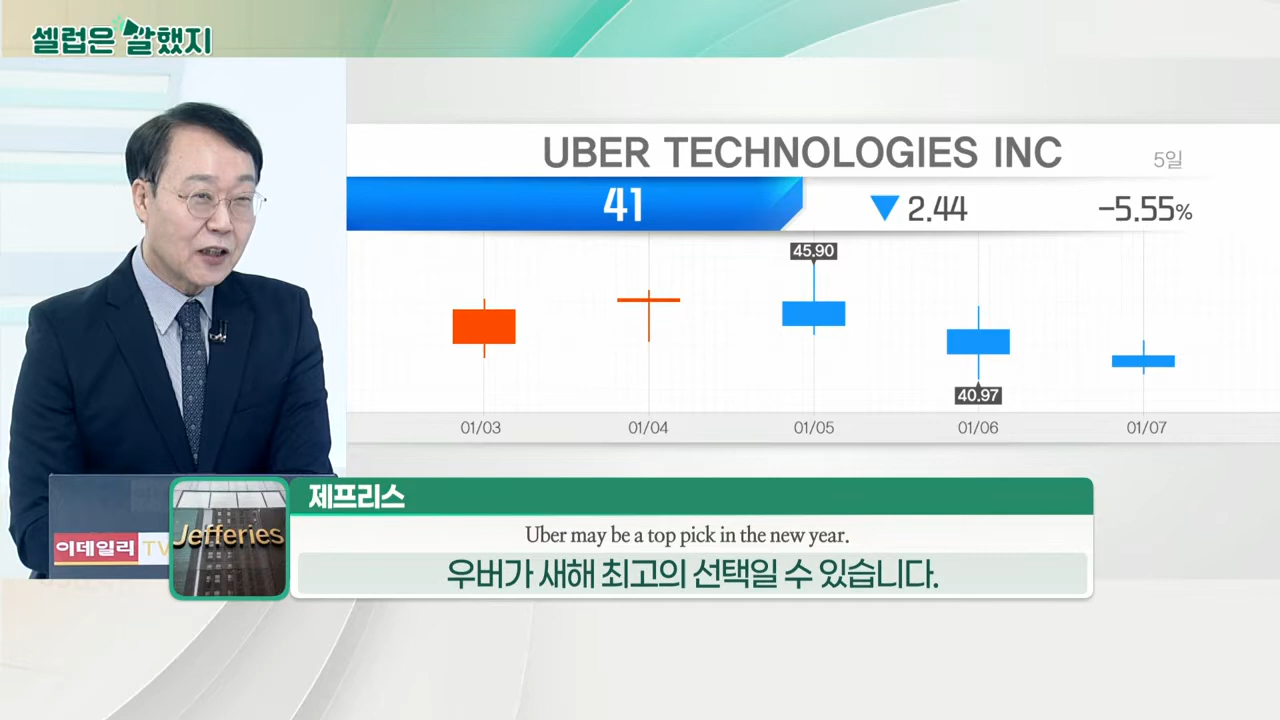 셀럽은 말했지
UBER TECHNOLOGIES INC
5일
41
▼ 2.44
-5.55%
45.90
40.97
01/03
01/04
01/05
01/06
01/07
제프리스
Jefferies
Uber may be a top pick in the new year.
우버가 새해 최고의 선택일 수 있습니다.
이데일리 TV